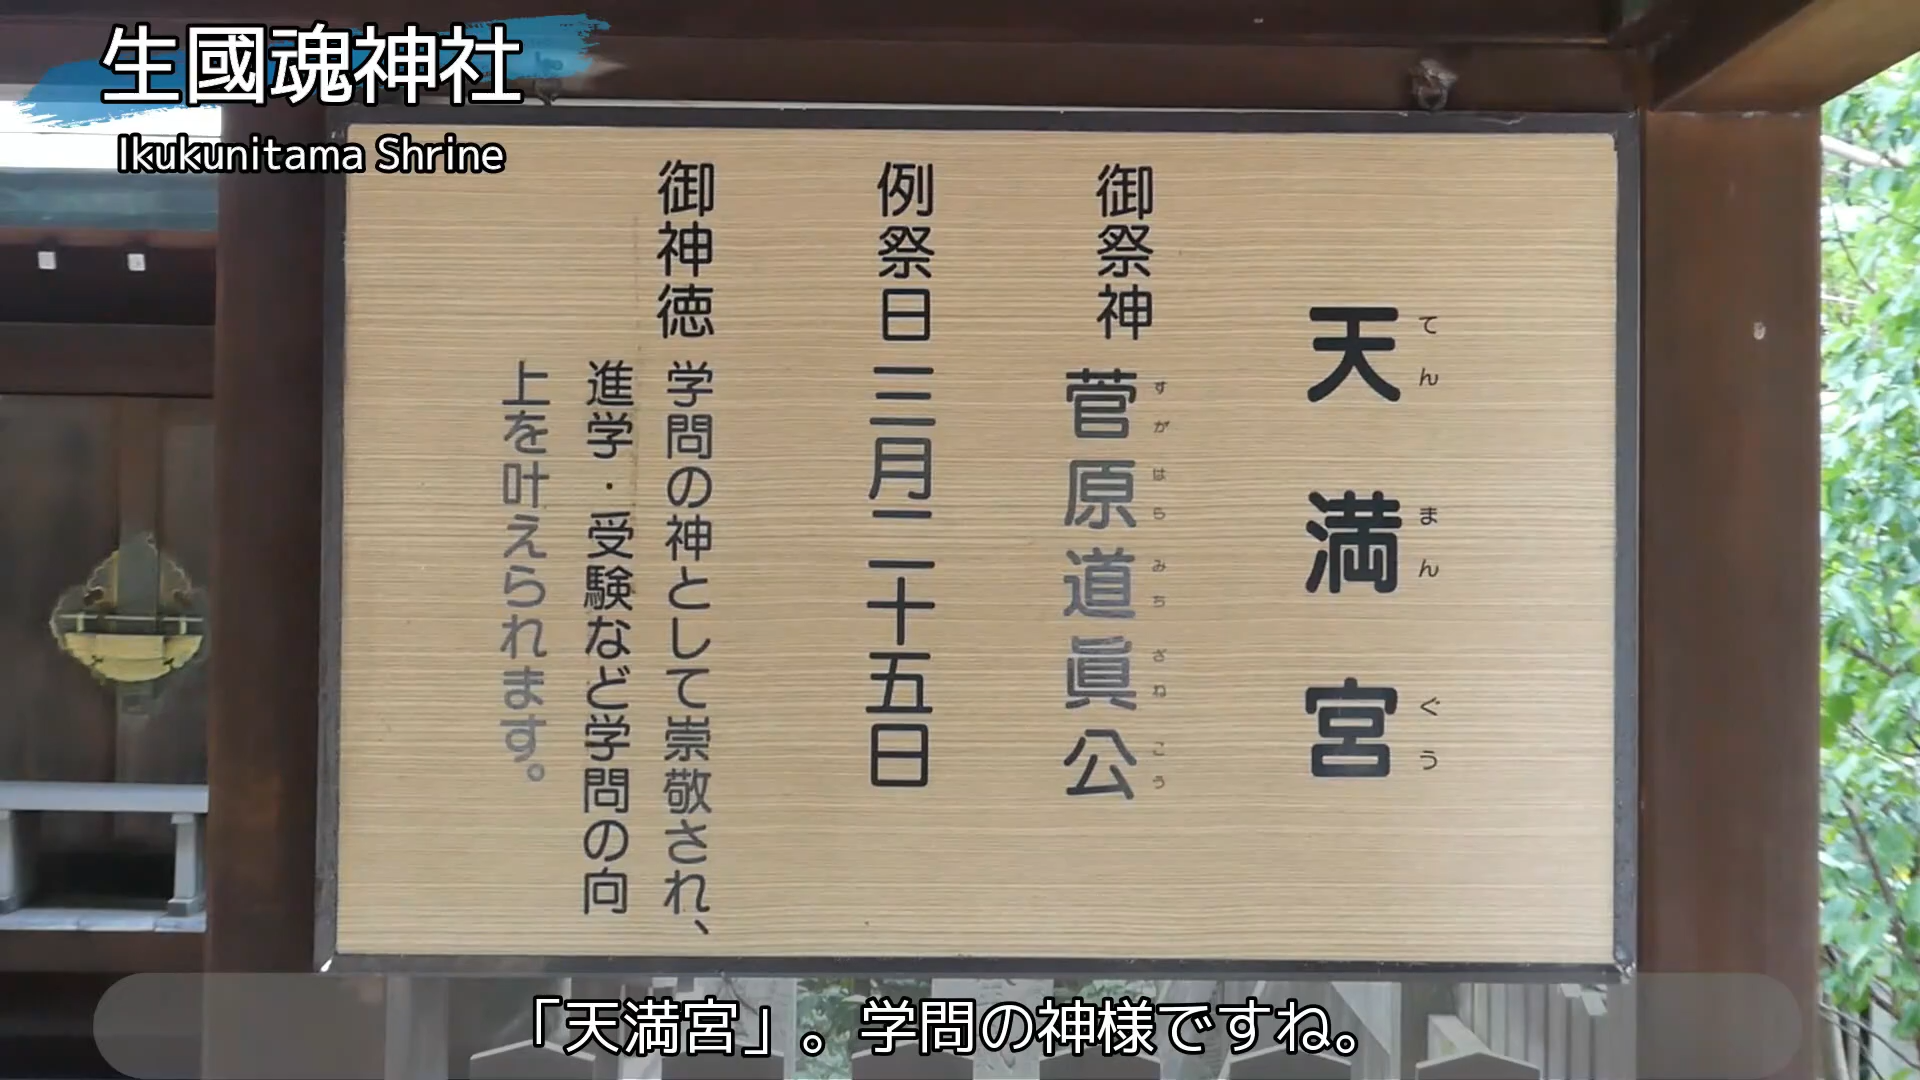 生國魂神社
Ikukunitama Shrine
天満宮
てんまんぐう
御祭神 菅原道眞公
すがはらみちざねこう
例祭日 三月二十五日
御神徳 学問の神として崇敬され、
進学・受験など学問の向
上を叶えられます。
「天満宮」。学問の神様ですね。